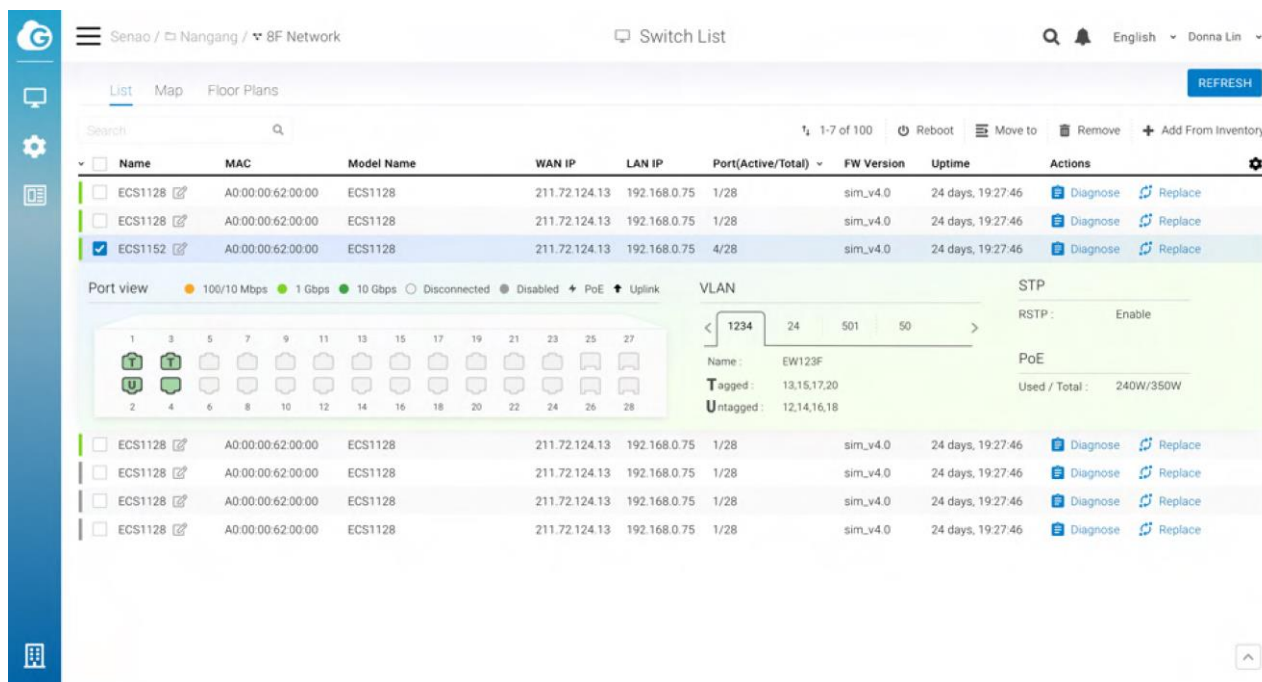 Senao / Nangang / 8F Network Switch List English Donna Lin
List Map Floor Plans REFRESH
Search 1-7 of 100 Reboot Move to Remove Add From Inventory
Name MAC Model Name WAN IP LAN IP Port(Active/Total) FW Version Uptime Actions
ECS1128 A0:00:00:62:00:00 ECS1128 211.72.124.13 192.168.0.75 1/28 sim_v4.0 24 days, 19:27:46 Diagnose Replace
ECS1128 A0:00:00:62:00:00 ECS1128 211.72.124.13 192.168.0.75 1/28 sim_v4.0 24 days, 19:27:46 Diagnose Replace
ECS1152 A0:00:00:62:00:00 ECS1128 211.72.124.13 192.168.0.75 4/28 sim_v4.0 24 days, 19:27:46 Diagnose Replace
Port view 100/10 Mbps 1 Gbps 10 Gbps Disconnected Disabled PoE Uplink
1 3 5 7 9 11 13 15 17 19 21 23 25 27
T T
U
2 4 6 8 10 12 14 16 18 20 22 24 26 28
VLAN
1234 24 501 50
Name : EW123F
Tagged : 13,15,17,20
Untagged : 12,14,16,18
STP
RSTP : Enable
PoE
Used / Total : 240W/350W
ECS1128 A0:00:00:62:00:00 ECS1128 211.72.124.13 192.168.0.75 1/28 sim_v4.0 24 days, 19:27:46 Diagnose Replace
ECS1128 A0:00:00:62:00:00 ECS1128 211.72.124.13 192.168.0.75 1/28 sim_v4.0 24 days, 19:27:46 Diagnose Replace
ECS1128 A0:00:00:62:00:00 ECS1128 211.72.124.13 192.168.0.75 1/28 sim_v4.0 24 days, 19:27:46 Diagnose Replace
ECS1128 A0:00:00:62:00:00 ECS1128 211.72.124.13 192.168.0.75 1/28 sim_v4.0 24 days, 19:27:46 Diagnose Replace